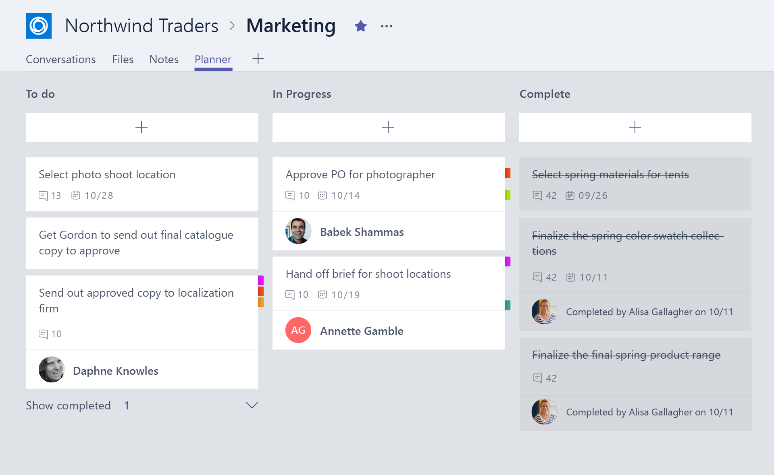 Northwind Traders > Marketing ...
Conversations Files Notes Planner +
To do
+
Select photo shoot location
13 10/28
Get Gordon to send out final catalogue
copy to approve
Send out approved copy to localization
firm
10
Daphne Knowles
Show completed 1
In Progress
+
Approve PO for photographer
10 10/14
Babek Shammas
Hand off brief for shoot locations
10 10/19
AG Annette Gamble
Complete
+
Select spring materials for tents
42 09/26
Finalize the spring color swatch collec-
tions
42 10/11
Completed by Alisa Gallagher on 10/11
Finalize the final spring product range
42
Completed by Alisa Gallagher on 10/11